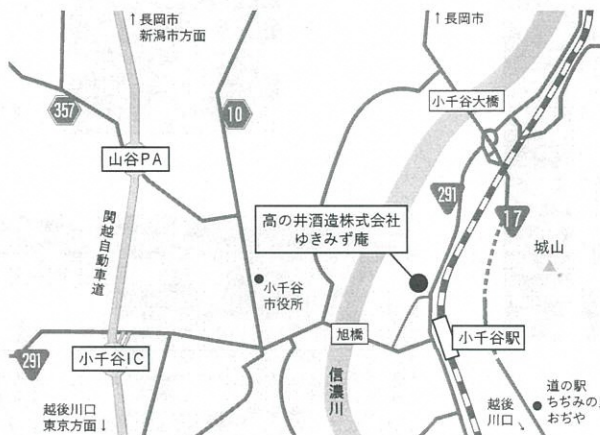 ↑長岡市
新潟市方面
↑長岡市
357
10
小千谷大橋
山谷PA
291
17
関越自動車道
高の井酒造株式会社
ゆきみず庵
城山
小千谷
市役所
旭橋
小千谷駅
291
小千谷IC
信濃川
道の駅
ちぢみの
おぢや
越後川口
東京方面↓
越後
川口↓